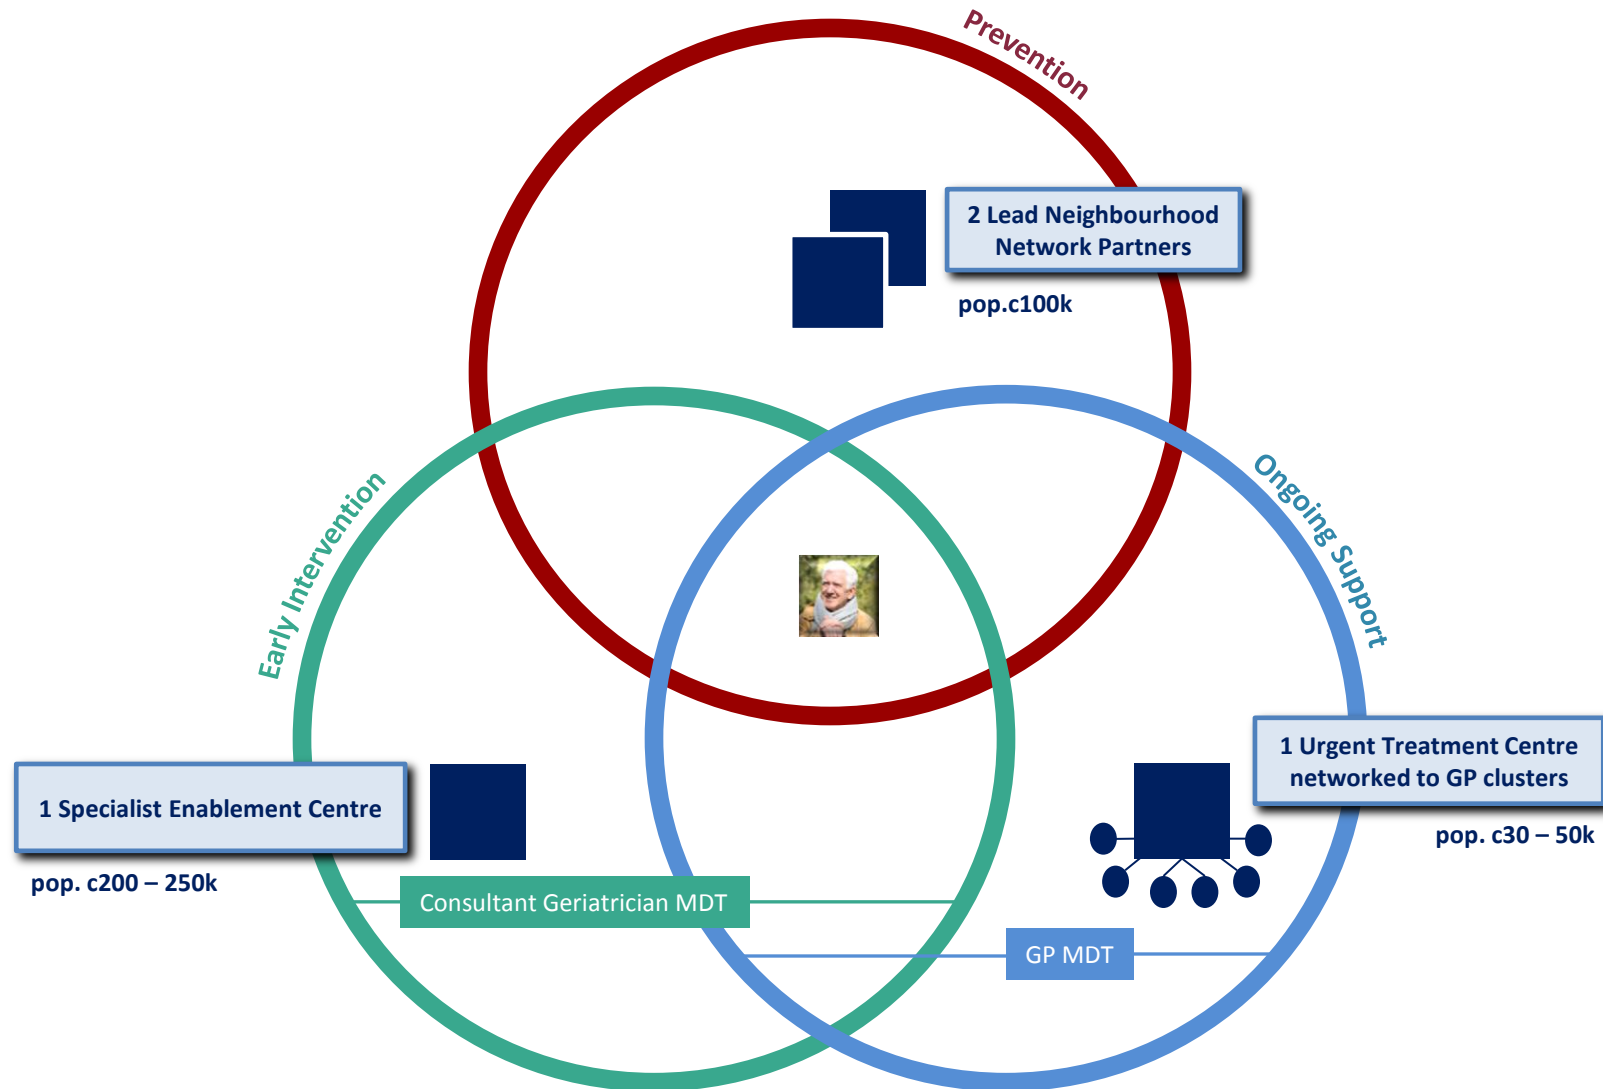 Prevention
2 Lead Neighbourhood
Network Partners
pop.c100k
Early Intervention
Ongoing Support
1 Specialist Enablement Centre
pop. c200 – 250k
1 Urgent Treatment Centre
networked to GP clusters
pop. c30 – 50k
Consultant Geriatrician MDT
GP MDT